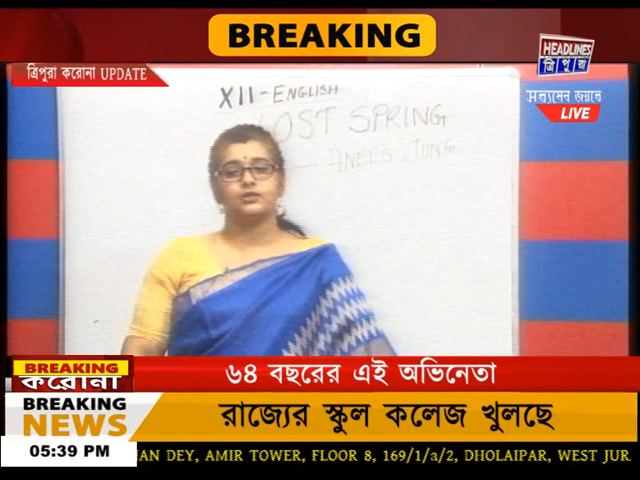 BREAKING
HEADLINES
ত্রিপুরা
ত্রিপুরা করোনা UPDATE
সত্যমেব জয়তে
LIVE
XII - ENGLISH
LOST SPRING
ANEES JUNG
BREAKING
করোনা
৬৪ বছরের এই অভিনেতা
BREAKING
NEWS
রাজ্যের স্কুল কলেজ খুলছে
05:39 PM
AN DEY, AMIR TOWER, FLOOR 8, 169/1/a/2, DHOLAIPAR, WEST JUR